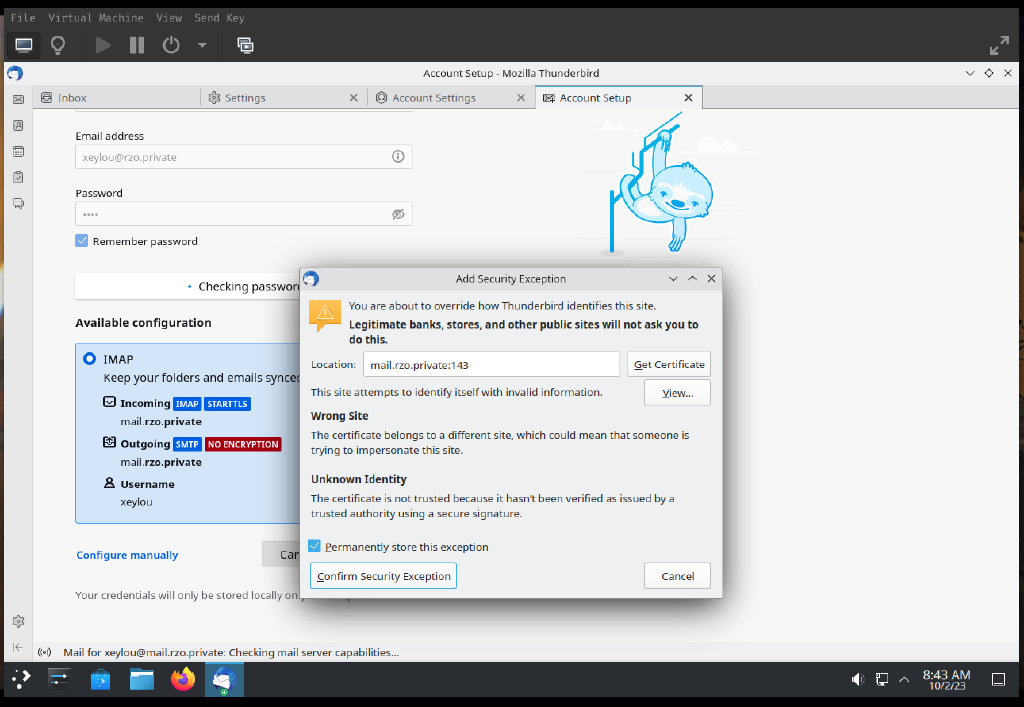 File Virtual Machine View Send Key
Account Setup - Mozilla Thunderbird
Inbox
Settings
Account Settings
Account Setup
Email address
xeylou@rzo.private
Password
••••
Remember password
Checking password
Available configuration
IMAP
Keep your folders and emails synced
Incoming IMAP STARTTLS
mail.rzo.private
Outgoing SMTP NO ENCRYPTION
mail.rzo.private
Username
xeylou
Configure manually
Can
Your credentials will only be stored locally on
Add Security Exception
You are about to override how Thunderbird identifies this site.
Legitimate banks, stores, and other public sites will not ask you to
do this.
Location: mail.rzo.private:143 Get Certificate
This site attempts to identify itself with invalid information. View...
Wrong Site
The certificate belongs to a different site, which could mean that someone is
trying to impersonate this site.
Unknown Identity
The certificate is not trusted because it hasn't been verified as issued by a
trusted authority using a secure signature.
Permanently store this exception
Confirm Security Exception
Cancel
Mail for xeylou@mail.rzo.private: Checking mail server capabilities...
8:43 AM
10/2/23